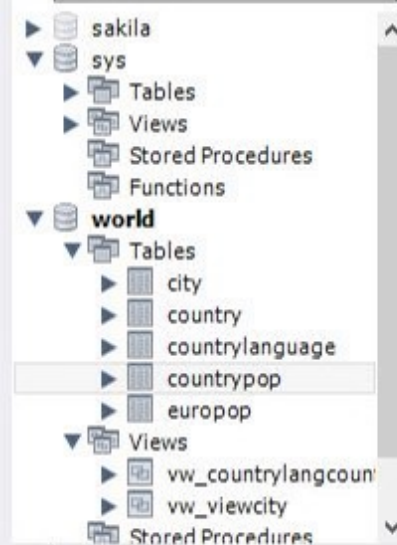 sakila
sys
Tables
Views
Stored Procedures
Functions
world
Tables
city
country
countrylanguage
countrypop
europop
Views
vw_countrylangcoun
vw_viewcity
Stored Procedures